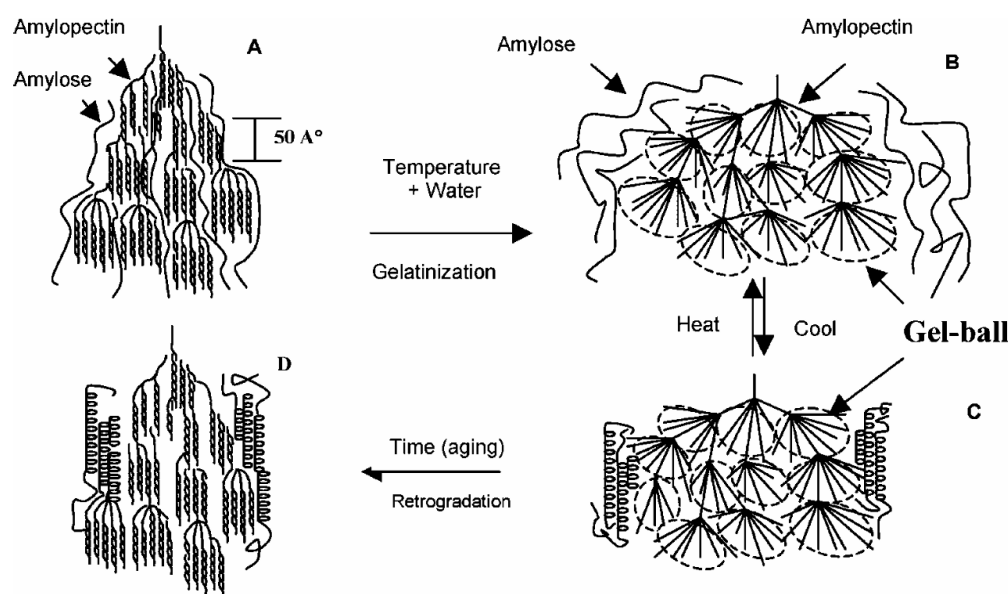 Amylopectin
A
Amylose
50 A°
Temperature
+ Water
Gelatinization
Amylose
Amylopectin
B
Heat
Cool
Gel-ball
D
Time (aging)
Retrogradation
C